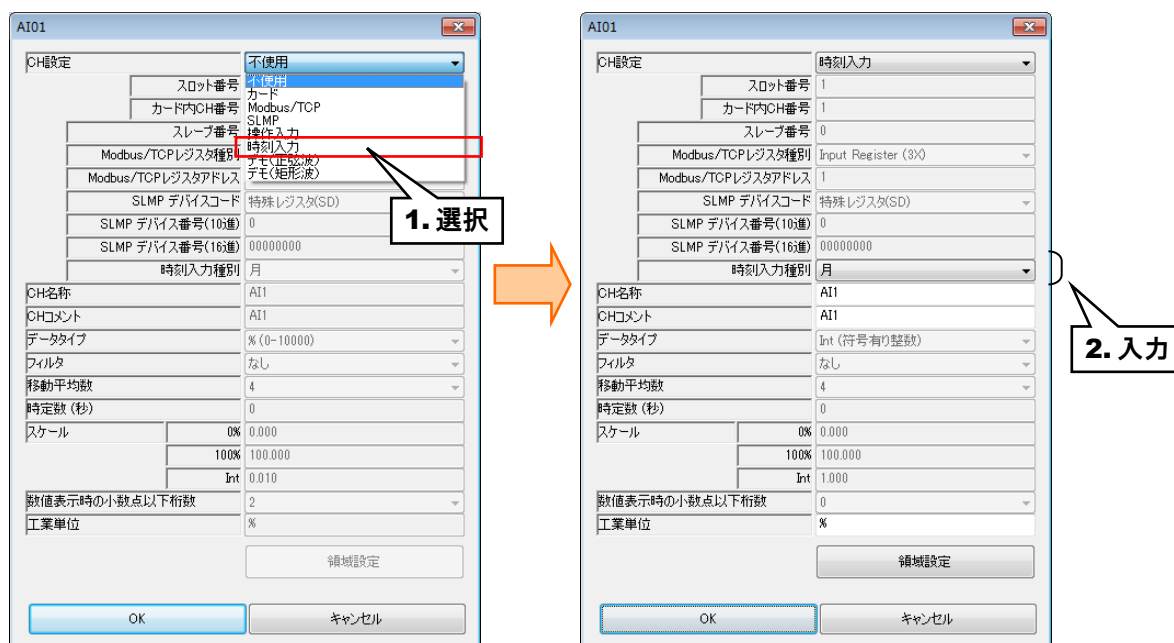 AI01
CH設定 不使用
不使用
スロット番号 カード
カード内CH番号 Modbus/TCP
SLMP
スレーブ番号 操作入力
Modbus/TCPレジスタ種別 時刻入力
デモ(正弦波)
Modbus/TCPレジスタアドレス デモ(矩形波)
SLMP デバイスコード 特殊レジスタ(SD)
SLMP デバイス番号(10進) 0
SLMP デバイス番号(16進) 00000000
時刻入力種別 月
CH名称 AI1
CHコメント AI1
データタイプ % (0-10000)
フィルタ なし
移動平均数 4
時定数 (秒) 0
スケール 0% 0.000
100% 100.000
Int 0.010
数値表示時の小数点以下桁数 2
工業単位 %
領域設定
OK キャンセル
1. 選択
AI01
CH設定 時刻入力
スロット番号 1
カード内CH番号 1
スレーブ番号 0
Modbus/TCPレジスタ種別 Input Register (3X)
Modbus/TCPレジスタアドレス 1
SLMP デバイスコード 特殊レジスタ(SD)
SLMP デバイス番号(10進) 0
SLMP デバイス番号(16進) 00000000
時刻入力種別 月
CH名称 AI1
CHコメント AI1
データタイプ Int (符号有り整数)
フィルタ なし
移動平均数 4
時定数 (秒) 0
スケール 0% 0.000
100% 100.000
Int 1.000
数値表示時の小数点以下桁数 0
工業単位 %
領域設定
OK キャンセル
2. 入力